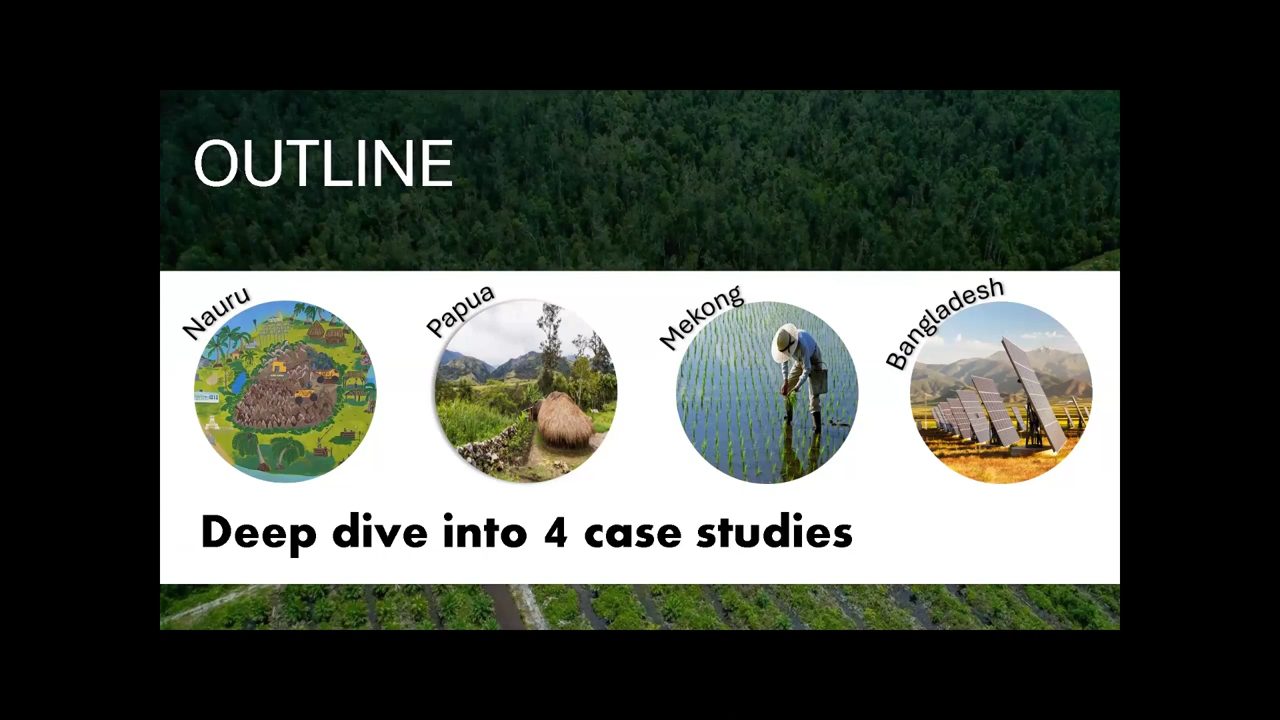 OUTLINE
Nauru
Papua
Mekong
Bangladesh
Deep dive into 4 case studies